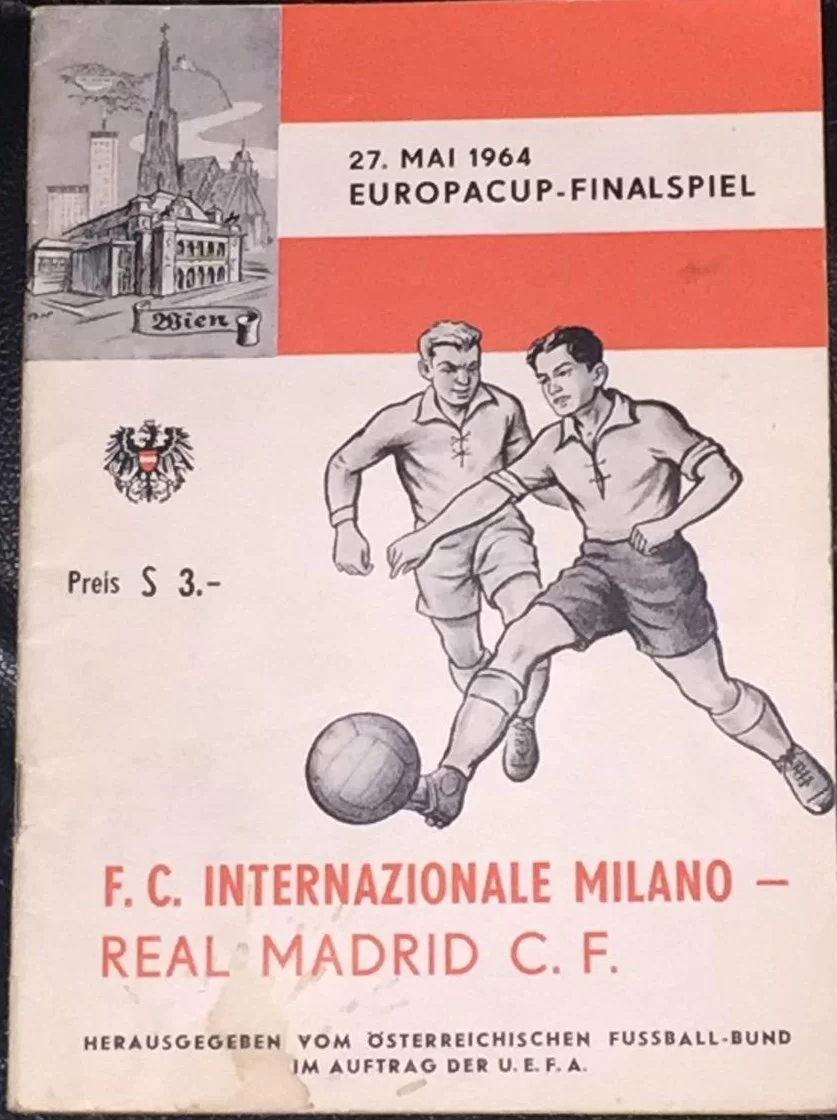 27. MAI 1964
EUROPACUP-FINALSPIEL
Wien
Preis S 3.-
F. C. INTERNAZIONALE MILANO –
REAL MADRID C. F.
HERAUSGEGEBEN VOM ÖSTERREICHISCHEN FUSSBALL-BUND
IM AUFTRAG DER U. E. F. A.